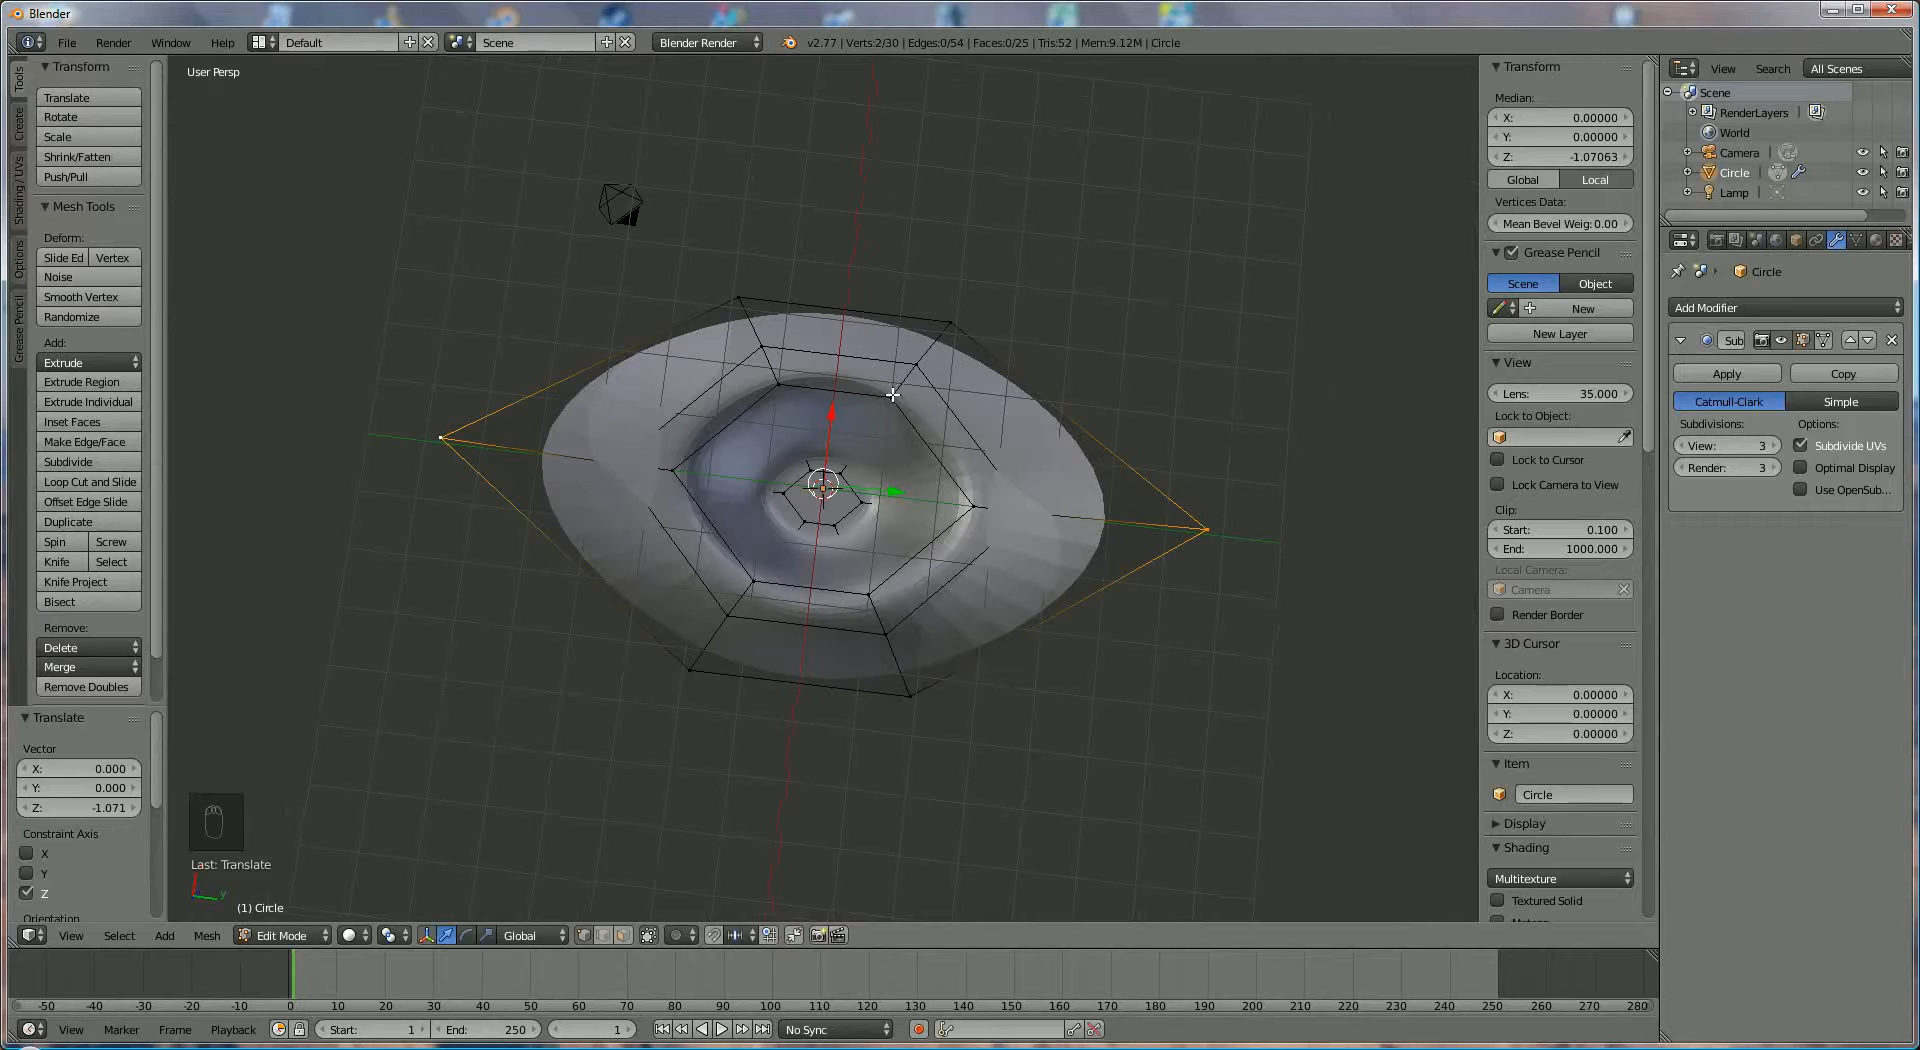 Blender
File Render Window Help Default Scene Blender Render v2.77 | Verts:2/30 | Edges:0/54 | Faces:0/25 | Tris:52 | Mem:9.12M | Circle
Tools
Create
Shading / UVs
Options
Grease Pencil
Transform
Translate
Rotate
Scale
Shrink/Fatten
Push/Pull
Mesh Tools
Deform:
Slide Ed Vertex
Noise
Smooth Vertex
Randomize
Add:
Extrude
Extrude Region
Extrude Individual
Inset Faces
Make Edge/Face
Subdivide
Loop Cut and Slide
Offset Edge Slide
Duplicate
Spin Screw
Knife Select
Knife Project
Bisect
Remove:
Delete
Merge
Remove Doubles
Translate
Vector
X: 0.000
Y: 0.000
Z: -1.071
Constraint Axis
X
Y
Z
Orientation
User Persp
Last: Translate
y
(1) Circle
Transform
Median:
X: 0.00000
Y: 0.00000
Z: -1.07063
Global Local
Vertices Data:
Mean Bevel Weig: 0.00
Grease Pencil
Scene Object
New
New Layer
View
Lens: 35.000
Lock to Object:
Lock to Cursor
Lock Camera to View
Clip:
Start: 0.100
End: 1000.000
Local Camera:
Camera
Render Border
3D Cursor
Location:
X: 0.00000
Y: 0.00000
Z: 0.00000
Item
Circle
Display
Shading
Multitexture
Textured Solid
View Search All Scenes
Scene
RenderLayers
World
Camera
Circle
Lamp
Circle
Add Modifier
Sub
Apply Copy
Catmull-Clark Simple
Subdivisions: Options:
View: 3 Subdivide UVs
Render: 3 Optimal Display
Use OpenSub...
View Select Add Mesh Edit Mode Global
-50 -40 -30 -20 -10 0 10 20 30 40 50 60 70 80 90 100 110 120 130 140 150 160 170 180 190 200 210 220 230 240 250 260 270 280
View Marker Frame Playback Start: 1 End: 250 1 No Sync